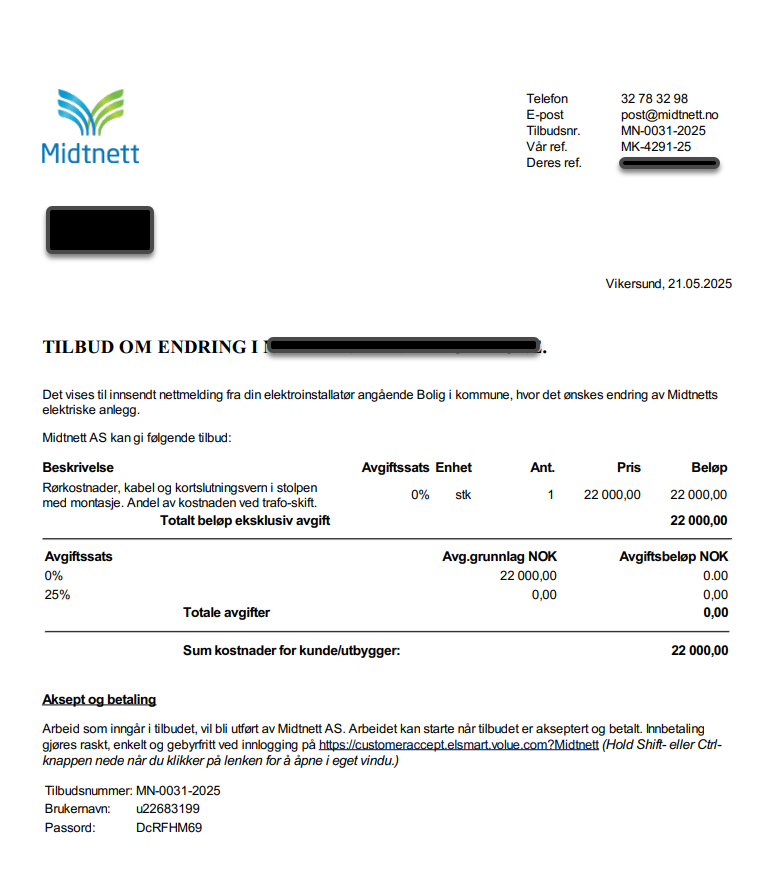 Midtnett
Telefon 32 78 32 98
E-post post@midtnett.no
Tilbudsnr. MN-0031-2025
Vår ref. MK-4291-25
Deres ref.
Vikersund, 21.05.2025
TILBUD OM ENDRING I
Det vises til innsendt nettmelding fra din elektroinstallatør angående Bolig i kommune, hvor det ønskes endring av Midtnetts
elektriske anlegg.
Midtnett AS kan gi følgende tilbud:
Beskrivelse Avgiftssats Enhet Ant. Pris Beløp
Rørkostnader, kabel og kortslutningsvern i stolpen
med montasje. Andel av kostnaden ved trafo-skift. 0% stk 1 22 000,00 22 000,00
Totalt beløp eksklusiv avgift 22 000,00
Avgiftssats Avg.grunnlag NOK Avgiftsbeløp NOK
0% 22 000,00 0.00
25% 0,00 0,00
Totale avgifter 0,00
Sum kostnader for kunde/utbygger: 22 000,00
Aksept og betaling
Arbeid som inngår i tilbudet, vil bli utført av Midtnett AS. Arbeidet kan starte når tilbudet er akseptert og betalt. Innbetaling
gjøres raskt, enkelt og gebyrfritt ved innlogging på https://customeraccept.elsmart.volue.com?Midtnett (Hold Shift- eller Ctrl-
knappen nede når du klikker på lenken for å åpne i eget vindu.)
Tilbudsnummer: MN-0031-2025
Brukernavn: u22683199
Passord: DcRFHM69